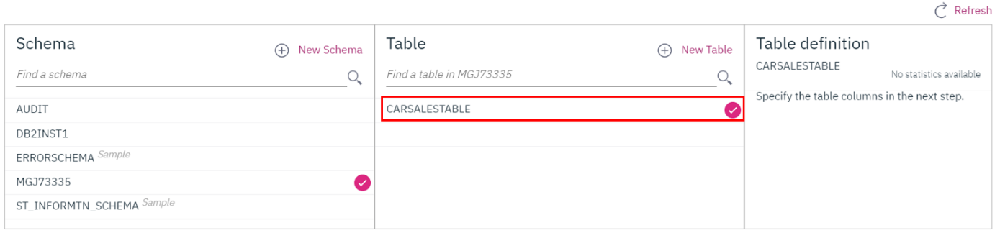 Refresh
Schema
New Schema
Find a schema
AUDIT
DB2INST1
ERRORSCHEMA Sample
MGJ73335
ST_INFORMTN_SCHEMA Sample
Table
New Table
Find a table in MGJ73335
CARSALESTABLE
Table definition
CARSALESTABLE
No statistics available
Specify the table columns in the next step.